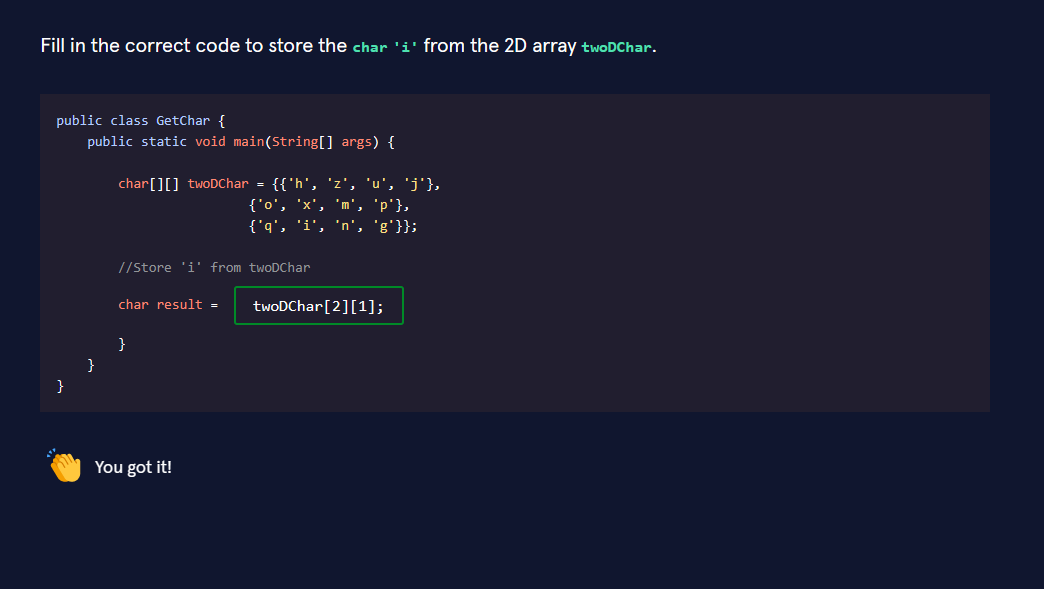 Fill in the correct code to store the char 'i' from the 2D array twoDChar.
public class GetChar {
    public static void main(String[] args) {
        char[][] twoDChar = {{'h', 'z', 'u', 'j'},
                         {'o', 'x', 'm', 'p'},
                         {'q', 'i', 'n', 'g'}};
        //Store 'i' from twoDChar
        char result = twoDChar[2][1];
        }
    }
}
You got it!